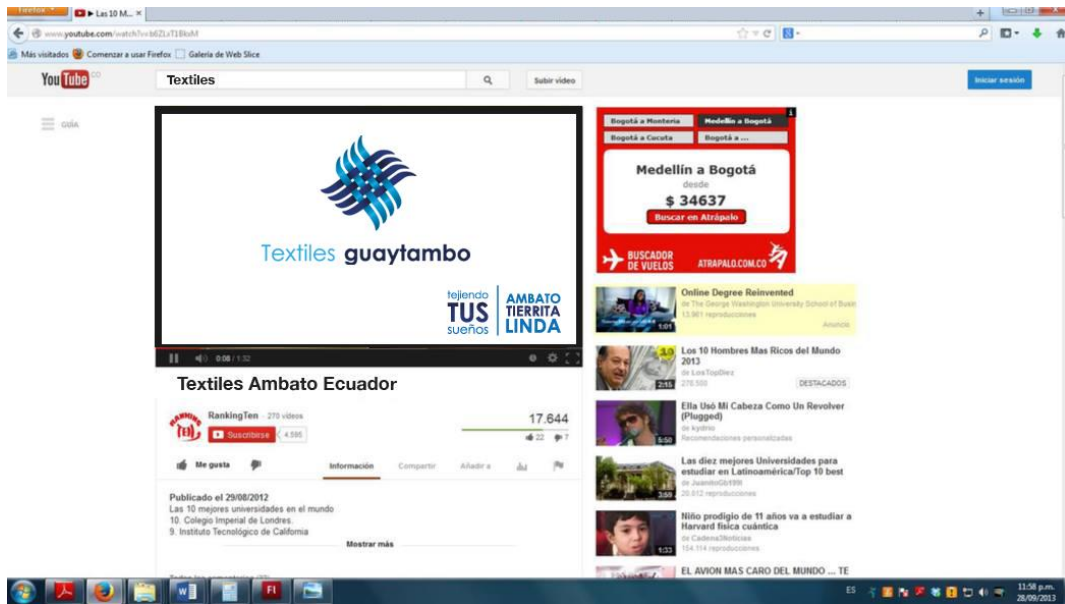 Firefox
Las 10 M... ×
www.youtube.com/watch?v=b6ZLxT1BkoM
Más visitados Comenzar a usar Firefox Galería de Web Slice
YouTube CO
Textiles
Subir vídeo
Iniciar sesión
GUÍA
Textiles guaytambo
tejiendo
TUS
sueños
AMBATO
TIERRITA
LINDA
0:08 / 1:32
Textiles Ambato Ecuador
RankingTen · 270 vídeos
Suscribirse 4.595
17.644
22 7
Me gusta
Información Compartir Añadir a
Publicado el 29/08/2012
Las 10 mejores universidades en el mundo
10. Colegio Imperial de Londres.
9. Instituto Tecnológico de California
Mostrar más
Bogotá a Montería Medellín a Bogotá
Bogotá a Cucuta Bogotá a ...
Medellín a Bogotá
desde
$ 34637
Buscar en Atrápalo
BUSCADOR
DE VUELOS
ATRAPALO.COM.CO
Online Degree Reinvented
de The George Washington University School of Busin
13.961 reproducciones
Anuncio
1:01
Los 10 Hombres Mas Ricos del Mundo
2013
de LosTopDiez
278.500
DESTACADOS
2:15
Ella Usó Mi Cabeza Como Un Revolver
(Plugged)
de kydrio
Recomendaciones personalizadas
5:50
Las diez mejores Universidades para
estudiar en Latinoamérica/Top 10 best
20.012 reproducciones
3:59
Niño prodigio de 11 años va a estudiar a
Harvard física cuántica
de Cadena3Noticias
154.114 reproducciones
1:33
EL AVION MAS CARO DEL MUNDO ... TE
ES
11:58 p.m.
28/09/2013